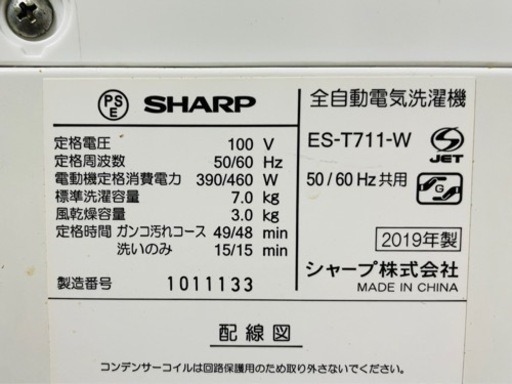 PSE SHARP
定格電圧 100 V
定格周波数 50/60 Hz
電動機定格消費電力 390/460 W
標準洗濯容量 7.0 kg
風乾燥容量 3.0 kg
定格時間 ガンコ汚れコース 49/48 min
洗いのみ 15/15 min
製造番号 1011133
全自動電気洗濯機
ES-T711-W
JET
50/60 Hz共用
G
2019年製
シャープ株式会社
MADE IN CHINA
配線図
コンデンサーコイルは回路保護用のため取り外さないでください。